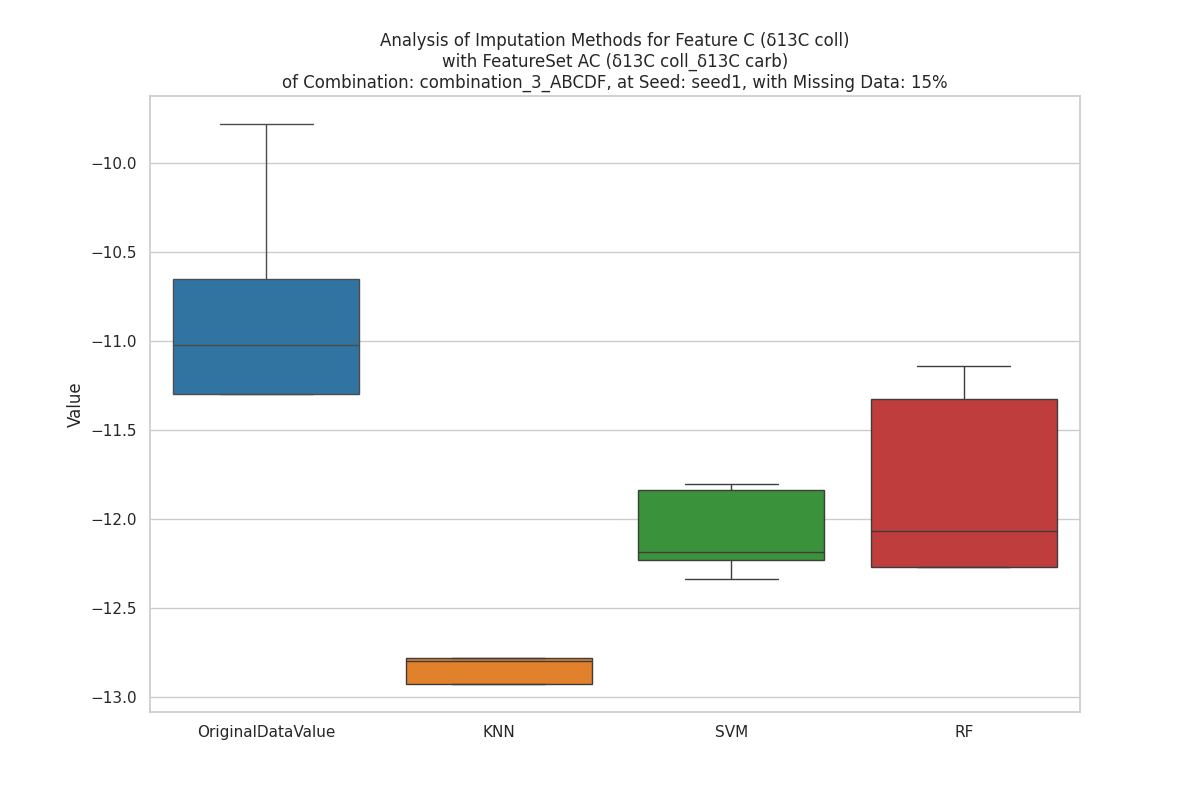 Analysis of Imputation Methods for Feature C (δ13C coll)
with FeatureSet AC (δ13C coll_δ13C carb)
of Combination: combination_3_ABCDF, at Seed: seed1, with Missing Data: 15%
Value
−10.0
−10.5
−11.0
−11.5
−12.0
−12.5
−13.0
OriginalDataValue
KNN
SVM
RF